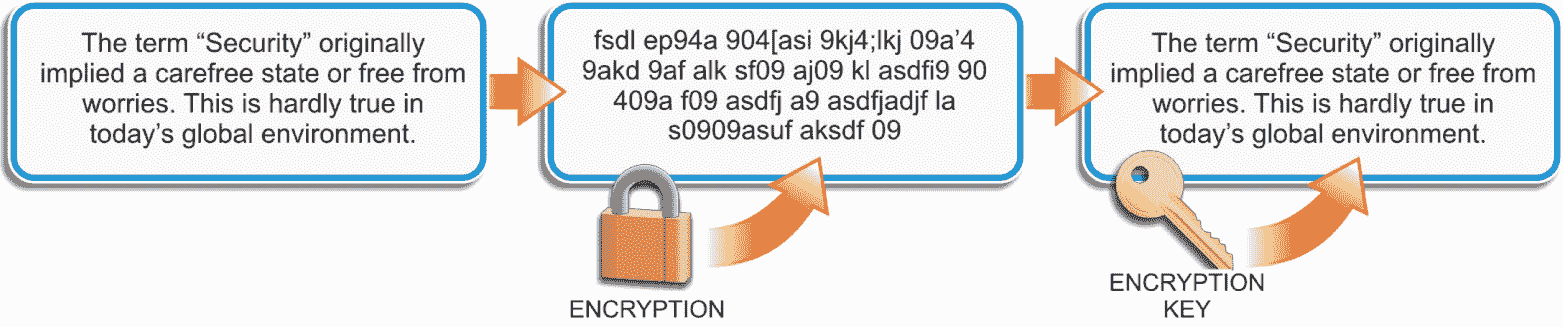 The term “Security” originally
implied a carefree state or free from
worries. This is hardly true in
today’s global environment.
fsdl ep94a 904[asi 9kj4;lkj 09a’4
9akd 9af alk sf09 aj09 kl asdfi9 90
409a f09 asdfj a9 asdfjadjf la
s0909asuf aksdf 09
ENCRYPTION
The term “Security” originally
implied a carefree state or free from
worries. This is hardly true in
today’s global environment.
ENCRYPTION
KEY